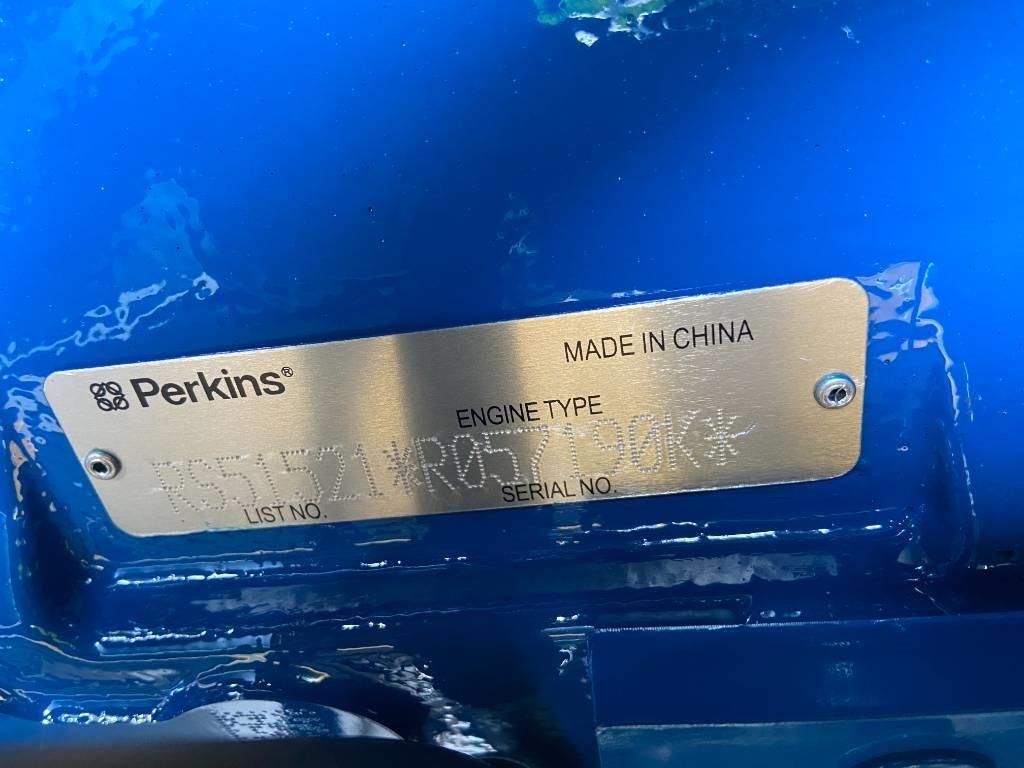 Perkins®
MADE IN CHINA
ENGINE TYPE
RS51521*R057190K*
LIST NO.
SERIAL NO.